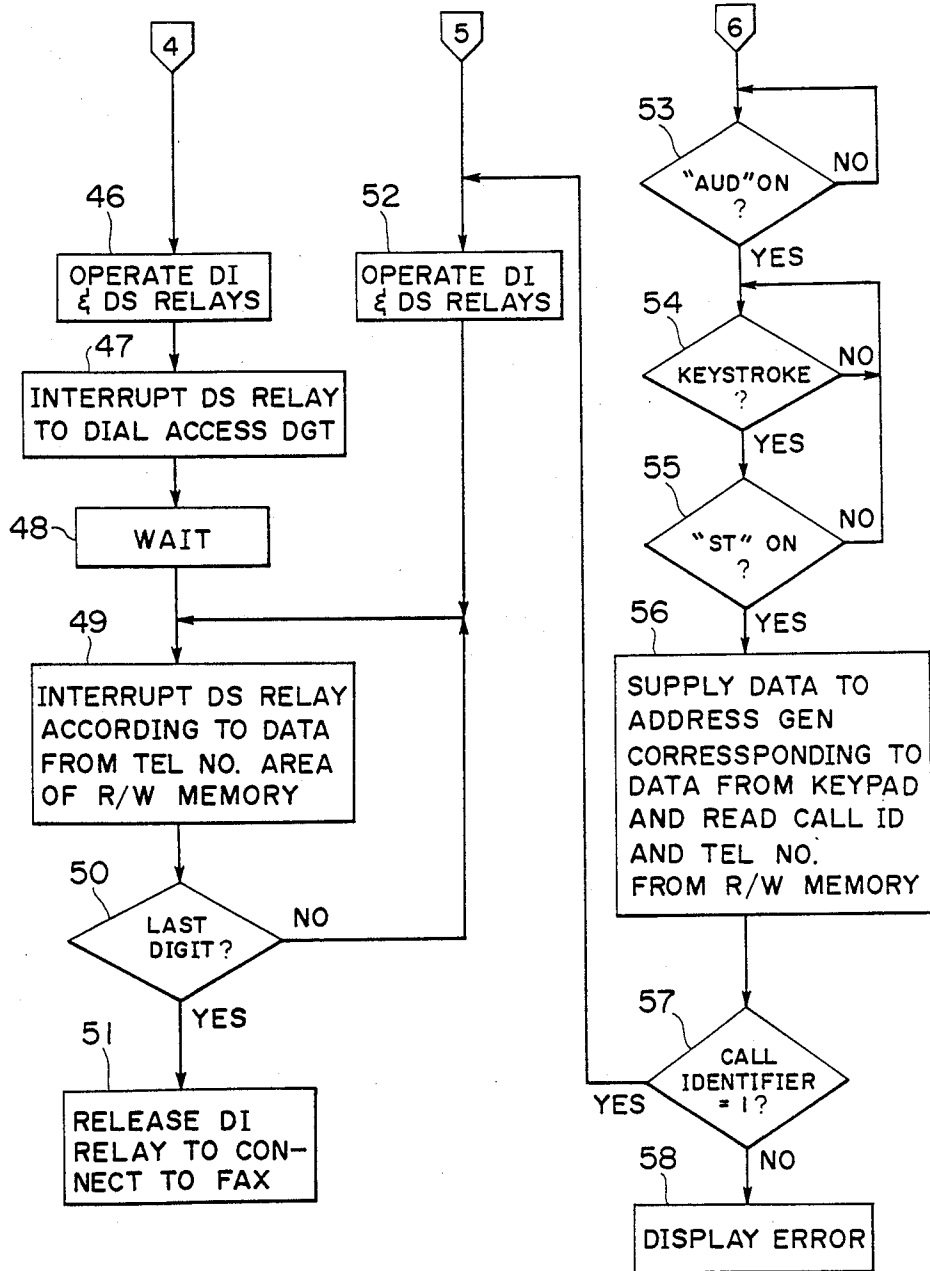 4
46
OPERATE DI
& DS RELAYS
47
INTERRUPT DS RELAY
TO DIAL ACCESS DGT
48
WAIT
49
INTERRUPT DS RELAY
ACCORDING TO DATA
FROM TEL NO. AREA
OF R/W MEMORY
50
LAST
DIGIT?
NO
YES
51
RELEASE DI
RELAY TO CON-
NECT TO FAX
5
52
OPERATE DI
& DS RELAYS
6
53
"AUD" ON
?
NO
YES
54
KEYSTROKE
?
NO
YES
55
"ST" ON
?
NO
YES
56
SUPPLY DATA TO
ADDRESS GEN
CORRESSPONDING TO
DATA FROM KEYPAD
AND READ CALL ID
AND TEL NO.
FROM R/W MEMORY
57
CALL
IDENTIFIER
= 1?
YES
NO
58
DISPLAY ERROR